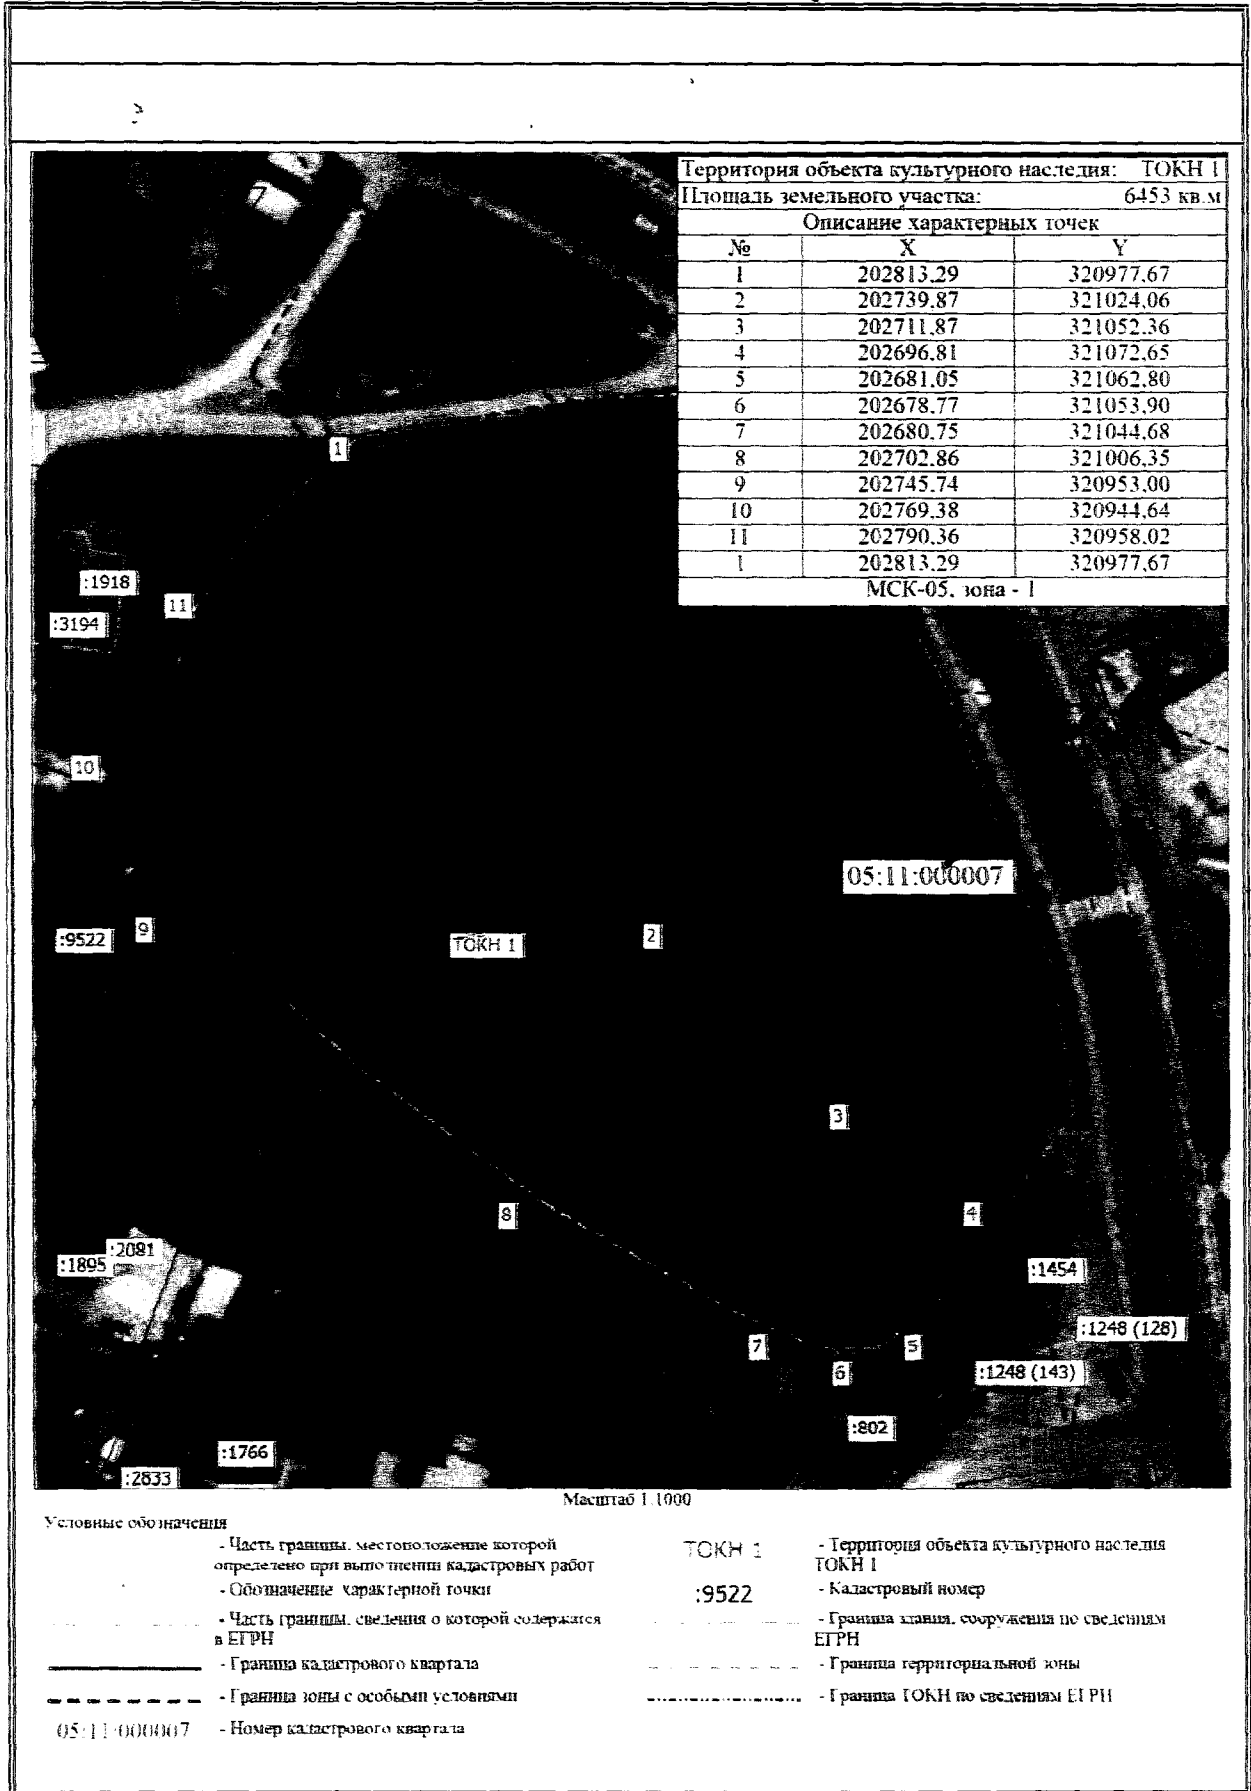 Территория объекта культурного наследия: ТОКН 1
Площадь земельного участка: 6453 кв.м
Описание характерных точек
№ X Y
1 202813.29 320977.67
2 202739.87 321024.06
3 202711.87 321052.36
4 202696.81 321072.65
5 202681.05 321062.80
6 202678.77 321053.90
7 202680.75 321044.68
8 202702.86 321006.35
9 202745.74 320953.00
10 202769.38 320944.64
11 202790.36 320958.02
1 202813.29 320977.67
МСК-05, зона - 1
1
:1918
11
:3194
10
05:11:000007
:9522
9
ТОКН 1
2
3
8
4
:2081
:1895
:1454
:1248 (128)
7
5
6
:1248 (143)
:802
:1766
:2833
Масштаб 1:1000
Условные обозначения
- Часть границы, местоположение которой
определено при выполнении кадастровых работ
- Обозначение характерной точки
- Часть границы, сведения о которой содержатся
в ЕГРН
- Граница кадастрового квартала
- Граница зоны с особыми условиями
05:11:000007 - Номер кадастрового квартала
ТОКН 1 - Территория объекта культурного наследия
ТОКН 1
:9522 - Кадастровый номер
- Граница здания, сооружения по сведениям
ЕГРН
- Граница территориальной зоны
- Граница ТОКН по сведениям ЕГРН